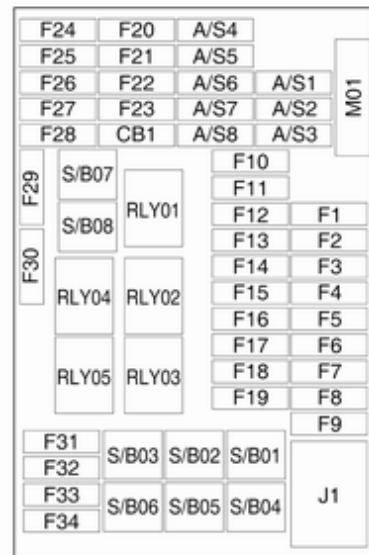 F24 F20 A/S4
F25 F21 A/S5
F26 F22 A/S6 A/S1
F27 F23 A/S7 A/S2
F28 CB1 A/S8 A/S3
M01
F29
F30
S/B07
S/B08
RLY01
RLY04 RLY02
RLY05 RLY03
F10
F11
F12 F1
F13 F2
F14 F3
F15 F4
F16 F5
F17 F6
F18 F7
F19 F8
F9
F31
F32
F33
F34
S/B03 S/B02 S/B01
S/B06 S/B05 S/B04
J1